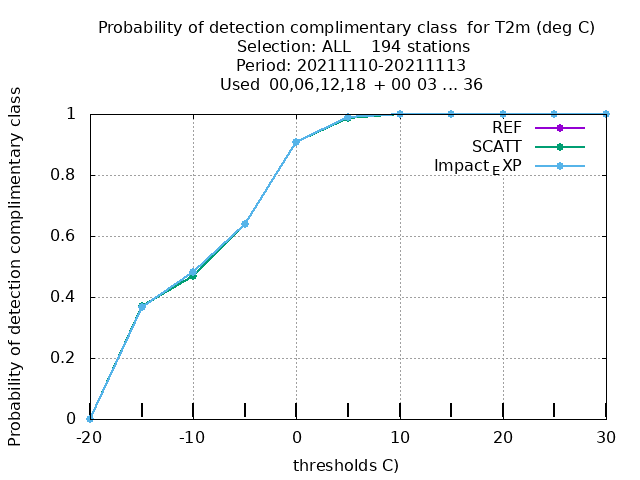 Probability of detection complimentary class  for T2m (deg C)
Selection: ALL    194 stations
Period: 20211110-20211113
Used  00,06,12,18  + 00 03 ... 36
Probability of detection complimentary class
1
0.8
0.6
0.4
0.2
0
REF
SCATT
Impact_EXP
-20
-10
0
10
20
30
thresholds C)